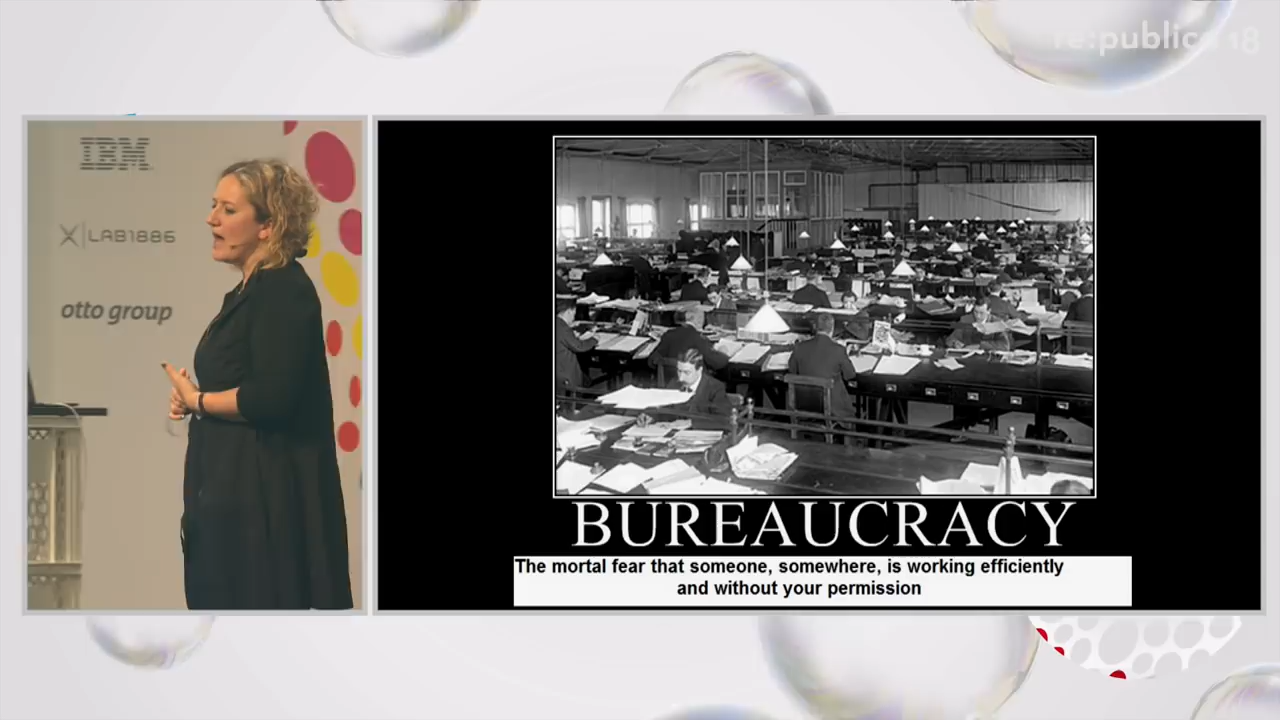 re:publica 18
IBM
X|LAB1886
otto group
BUREAUCRACY
The mortal fear that someone, somewhere, is working efficiently
and without your permission